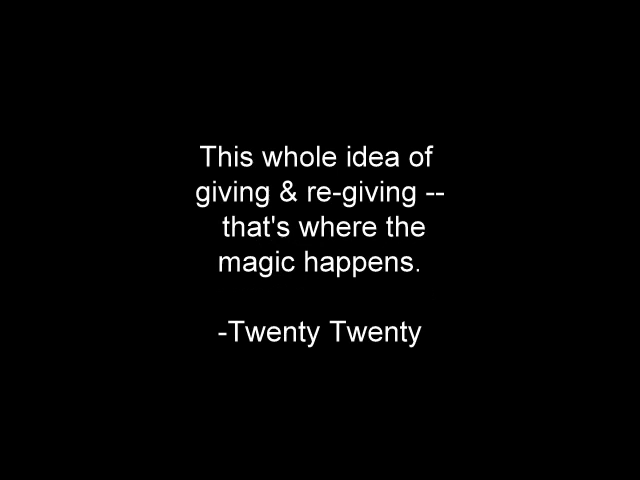 This whole idea of
giving & re-giving --
that's where the
magic happens.
-Twenty Twenty